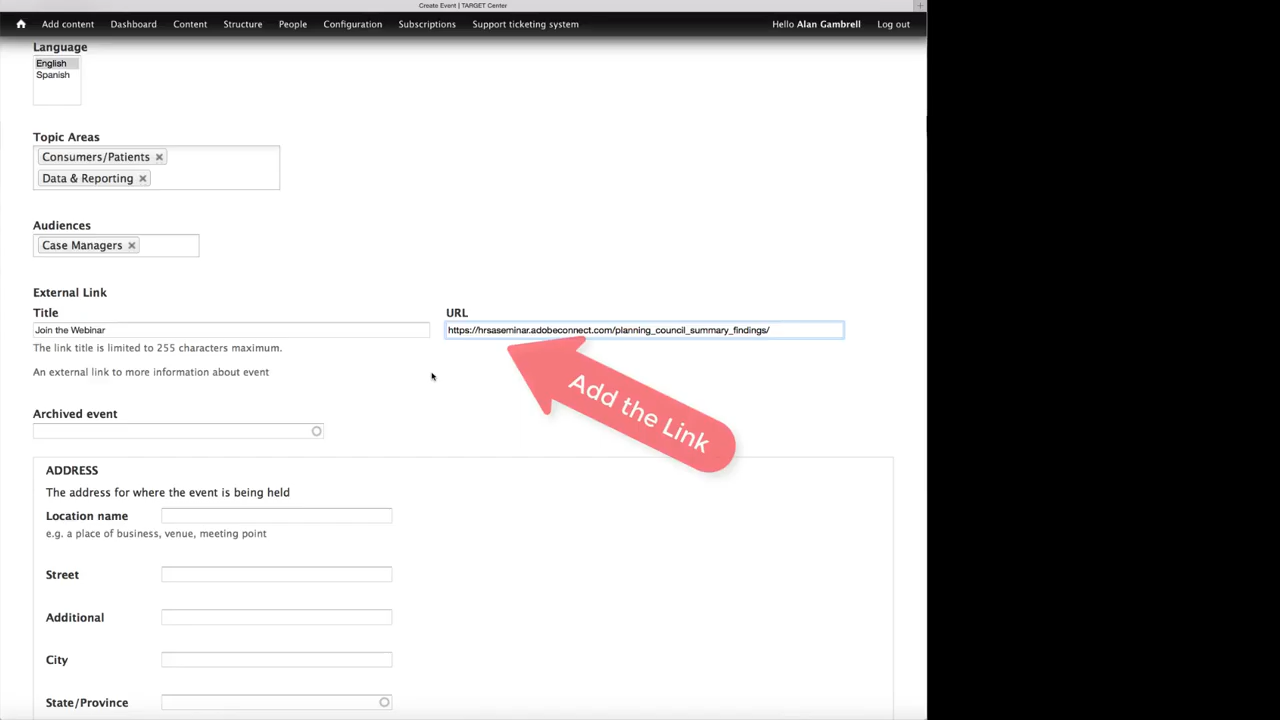 Create Event | TARGET Center
Add content Dashboard Content Structure People Configuration Subscriptions Support ticketing system Hello Alan Gambrell Log out
Language
English
Spanish
Topic Areas
Consumers/Patients
Data & Reporting
Audiences
Case Managers
External Link
Title URL
Join the Webinar https://hrsaseminar.adobeconnect.com/planning_council_summary_findings/
The link title is limited to 255 characters maximum.
An external link to more information about event
Add the Link
Archived event
ADDRESS
The address for where the event is being held
Location name
e.g. a place of business, venue, meeting point
Street
Additional
City
State/Province